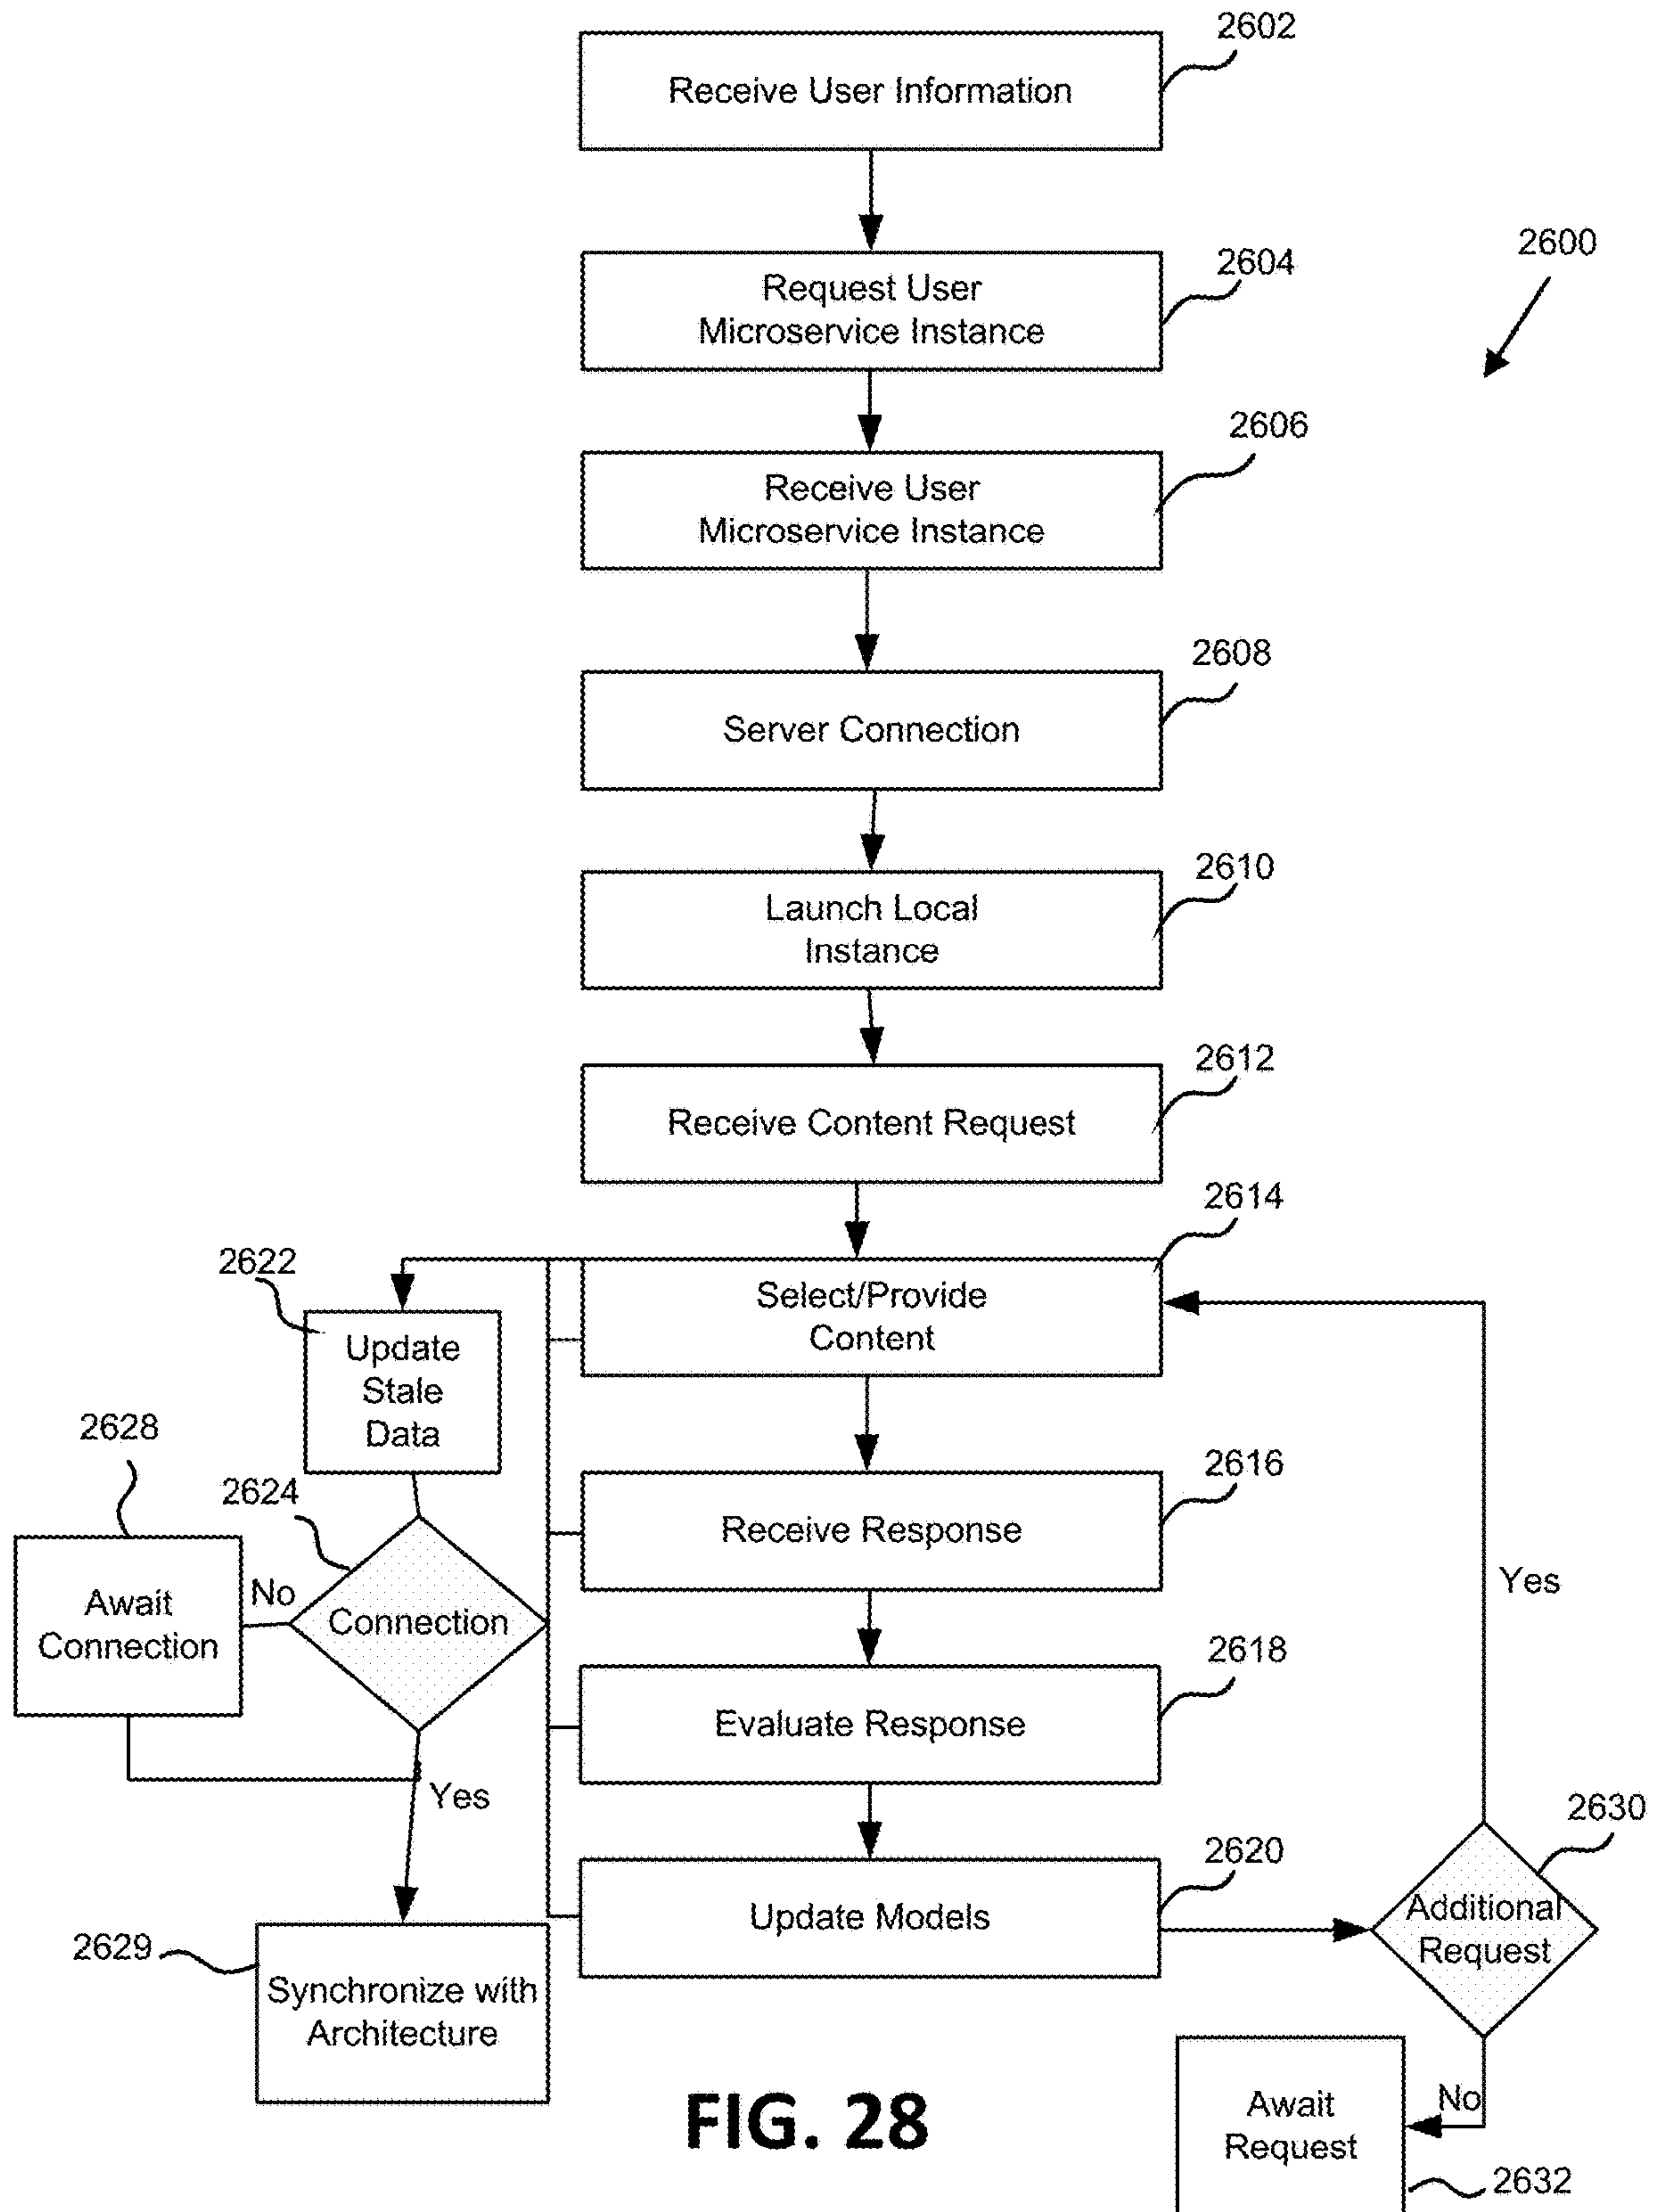 2602
Receive User Information
2600
2604
Request User
Microservice Instance
2606
Receive User
Microservice Instance
2608
Server Connection
2610
Launch Local
Instance
2612
Receive Content Request
2614
Select/Provide
Content
2622
Update
Stale
Data
2628
2624
2616
Receive Response
Await
Connection
No
Connection
Yes
2618
Evaluate Response
Yes
2630
2620
Update Models
Additional
Request
2629
Synchronize with
Architecture
FIG. 28
No
Await
Request
2632